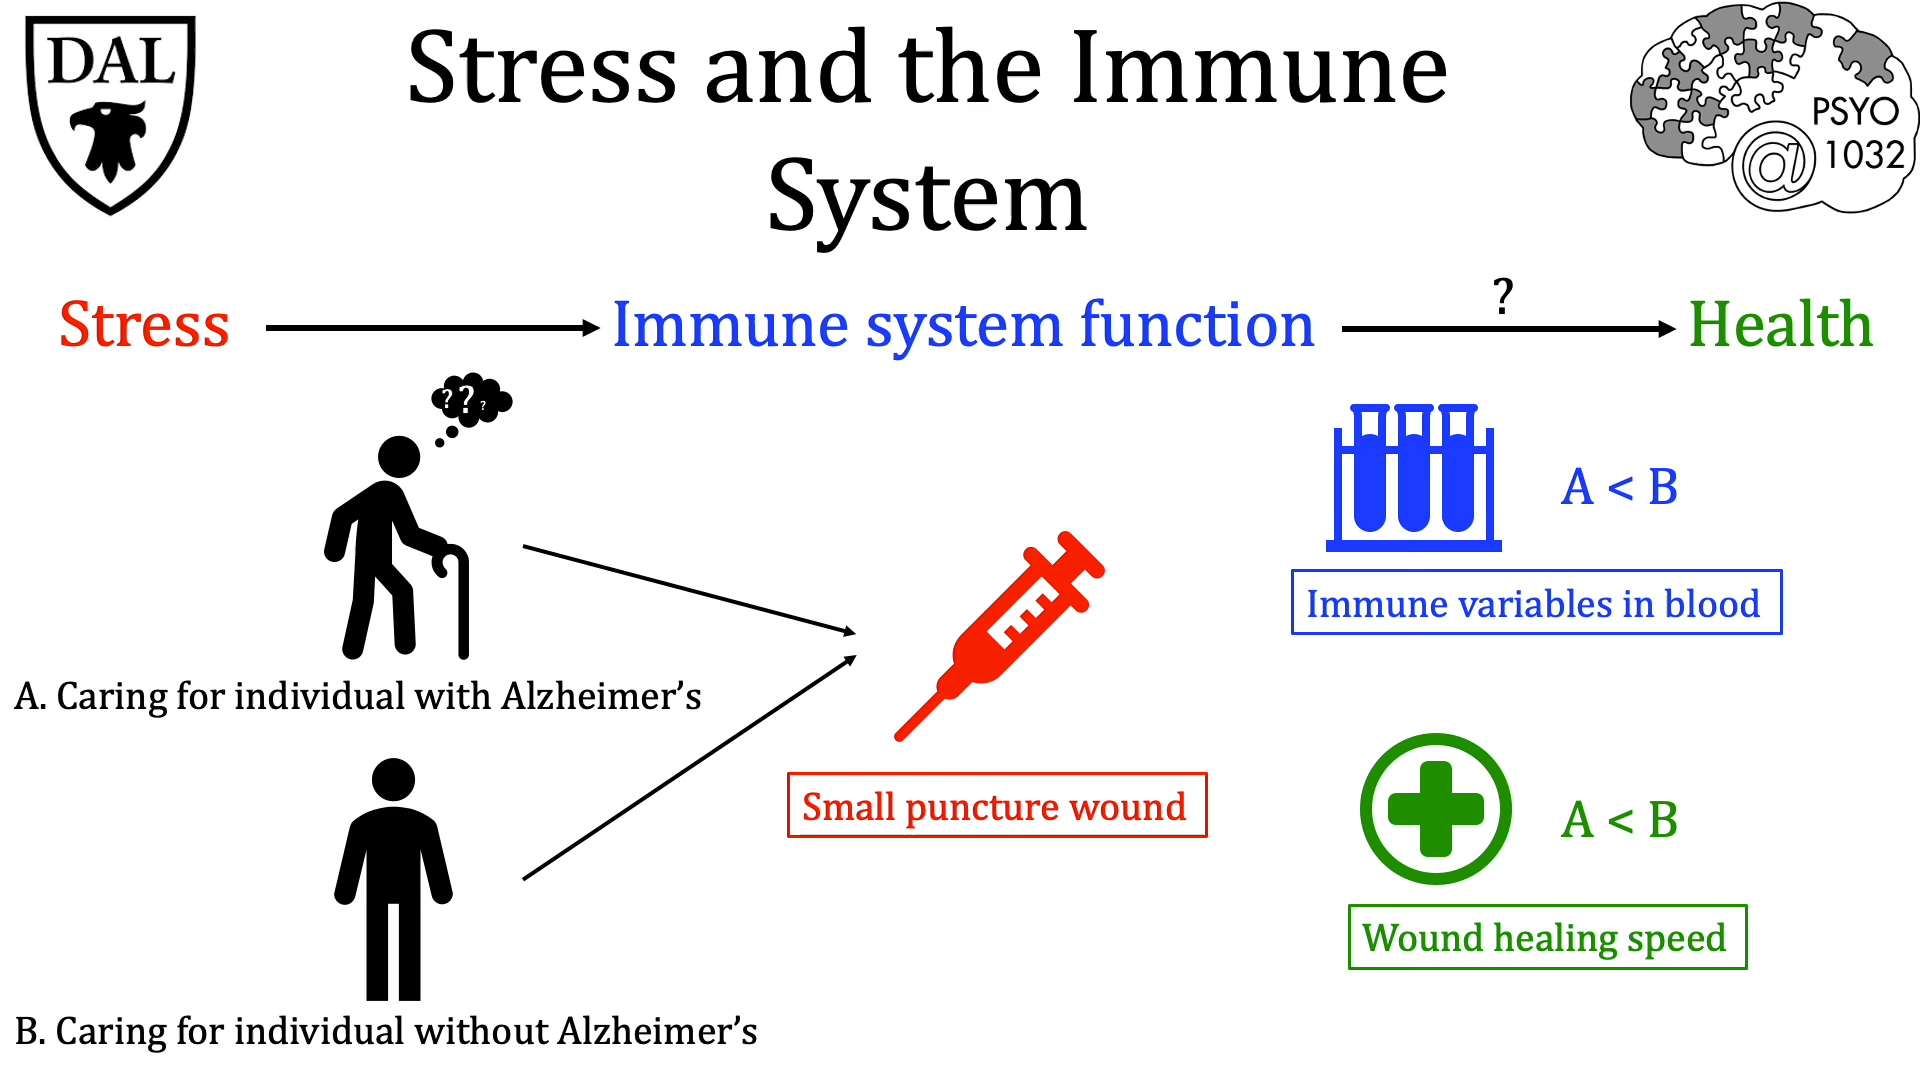 DAL
Stress and the Immune
System
PSYO
1032
@
Stress
Immune system function
?
Health
? ? ?
A < B
Immune variables in blood
A. Caring for individual with Alzheimer’s
Small puncture wound
A < B
Wound healing speed
B. Caring for individual without Alzheimer’s